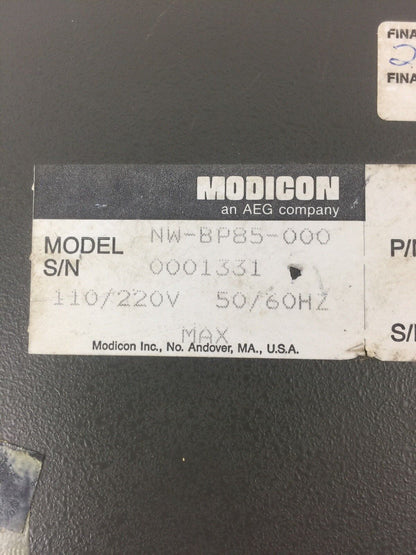 FINA
2
FINA
MODICON
an AEG company
MODEL NW-BP85-000
S/N 0001331
110/220V 50/60HZ
MAX
Modicon Inc., No. Andover, MA., U.S.A.
P/N
S/